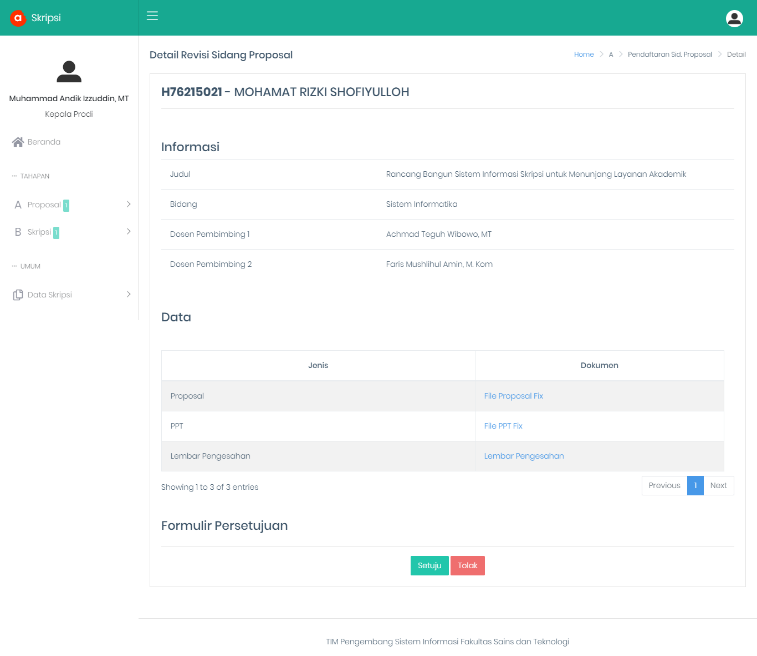 a Skripsi
Detail Revisi Sidang Proposal
Home > A > Pendaftaran Sid. Proposal > Detail
Muhammad Andik Izzuddin, MT
Kepala Prodi
Beranda
— TAHAPAN
A Proposal 1
B Skripsi 1
— UMUM
Data Skripsi
H76215021 - MOHAMAT RIZKI SHOFIYULLOH
Informasi
Judul Rancang Bangun Sistem Informasi Skripsi untuk Menunjang Layanan Akademik
Bidang Sistem Informatika
Dosen Pembimbing 1 Achmad Teguh Wibowo, MT
Dosen Pembimbing 2 Faris Mushlihul Amin, M. Kom
Data
Jenis Dokumen
Proposal File Proposal Fix
PPT File PPT Fix
Lembar Pengesahan Lembar Pengesahan
Showing 1 to 3 of 3 entries
Previous 1 Next
Formulir Persetujuan
Setuju Tolak
TIM Pengembang Sistem Informasi Fakultas Sains dan Teknologi